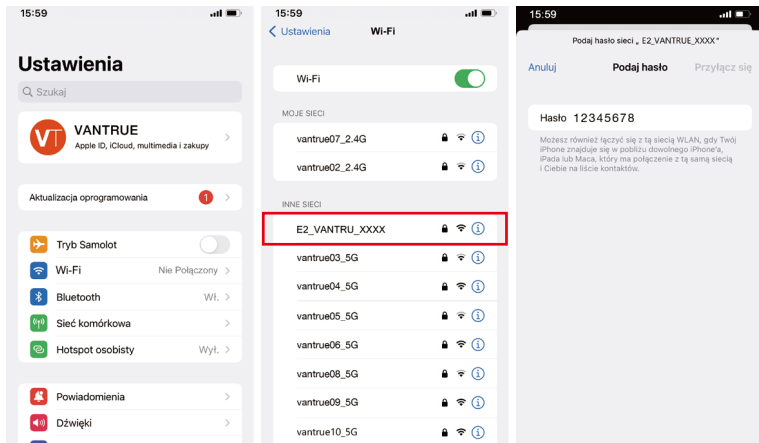 15:59
Ustawienia
Szukaj
VT
VANTRUE
Apple ID, iCloud, multimedia i zakupy
Aktualizacja oprogramowania 1
Tryb Samolot
Wi-Fi Nie Połączony
Bluetooth Wł.
Sieć komórkowa
Hotspot osobisty Wył.
Powiadomienia
Dźwięki
15:59
Ustawienia Wi-Fi
Wi-Fi
MOJE SIECI
vantrue07_2.4G
vantrue02_2.4G
INNE SIECI
E2_VANTRU_XXXX
vantrue03_5G
vantrue04_5G
vantrue05_5G
vantrue06_5G
vantrue08_5G
vantrue09_5G
vantrue10_5G
15:59
Podaj hasło sieci „ E2_VANTRUE_XXXX"
Anuluj Podaj hasło Przyłącz się
Hasło 12345678
Możesz również łączyć się z tą siecią WLAN, gdy Twój
iPhone znajduje się w pobliżu dowolnego iPhone'a,
iPada lub Maca, który ma połączenie z tą samą siecią
i Ciebie na liście kontaktów.